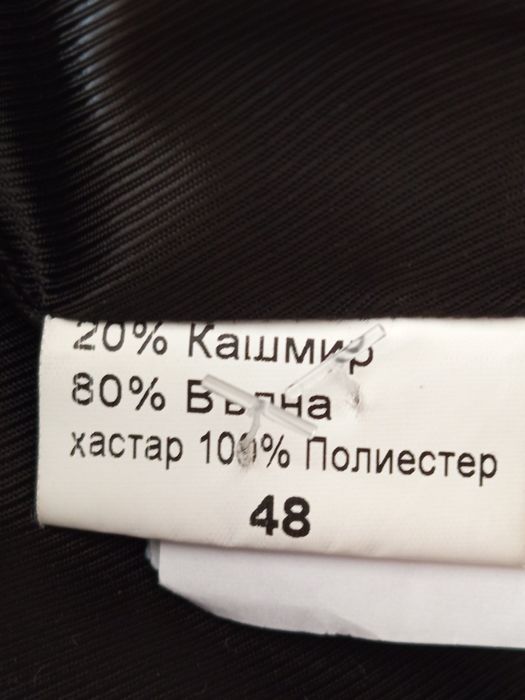 20% Кашмир
80% Вълна
хастар 100% Полиестер
48